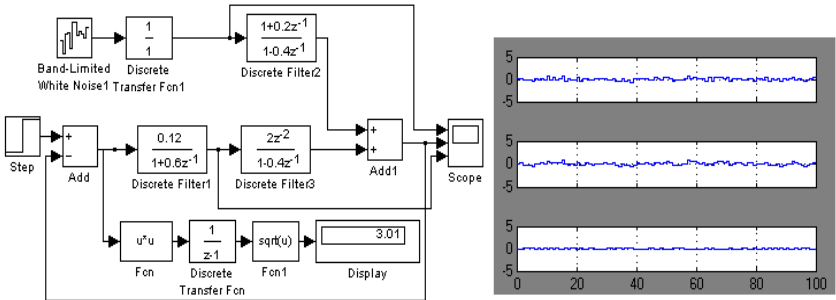 1
1
1+0.2z-1
1-0.4z-1
Band-Limited
White Noise1
Discrete
Transfer Fcn1
Discrete Filter2
Step
+
−
Add
0.12
1+0.6z-1
Discrete Filter1
2z-2
1-0.4z-1
Discrete Filter3
+
+
Add1
Scope
u*u
Fcn
1
z-1
Discrete
Transfer Fcn
sqrt(u)
Fcn1
3.01
Display
5
0
-5
5
0
-5
5
0
-5
0 20 40 60 80 100